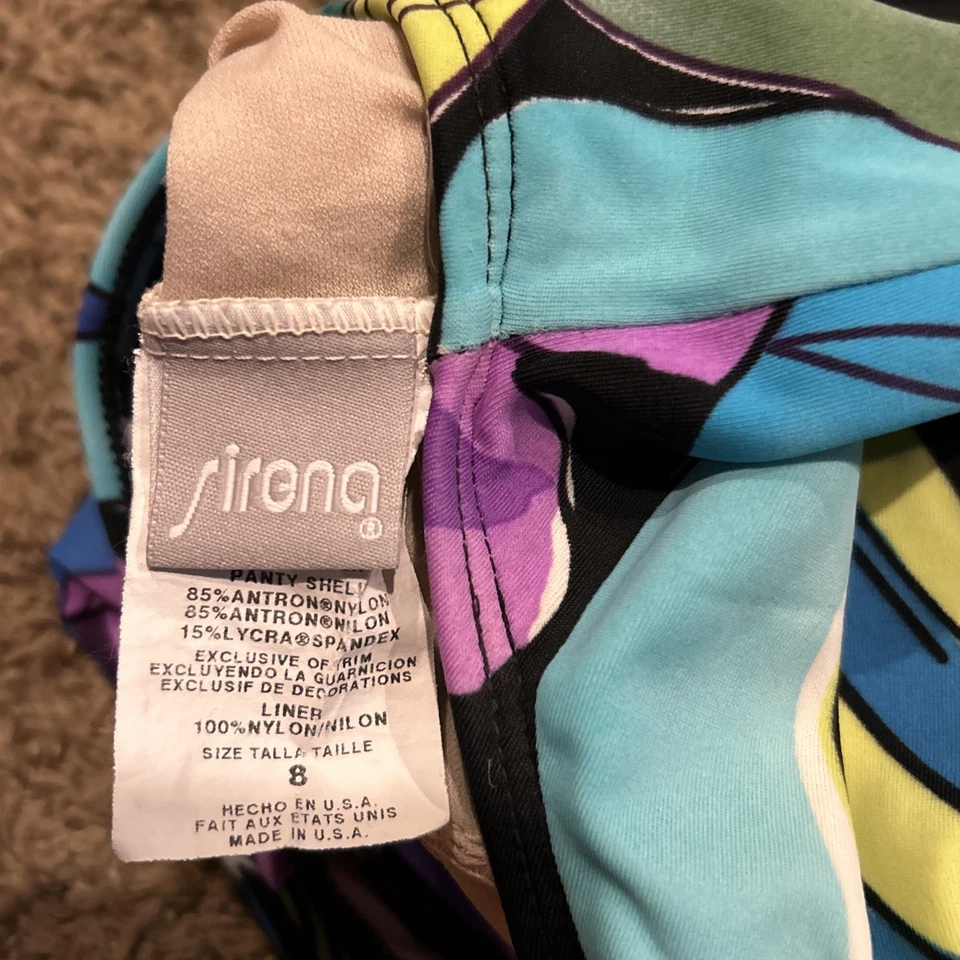 sirena
®
PANTY SHELL
85%ANTRON®NYLON
85%ANTRON®NILON
15%LYCRA®SPANDEX
EXCLUSIVE OF TRIM
EXCLUYENDO LA GUARNICION
EXCLUSIF DE DECORATIONS
LINER
100%NYLON/NILON
SIZE TALLA TAILLE
8
HECHO EN U.S.A.
FAIT AUX ETATS UNIS
MADE IN U.S.A.